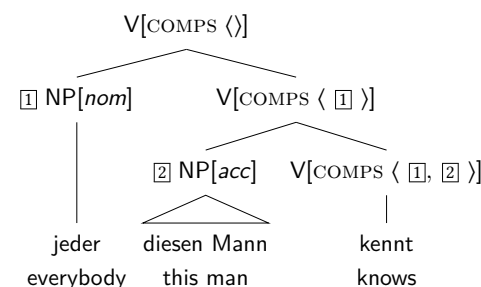 V[COMPS ⟨⟩]
1 NP[nom] V[COMPS ⟨ 1 ⟩]
2 NP[acc] V[COMPS ⟨ 1, 2 ⟩]
jeder diesen Mann kennt
everybody this man knows